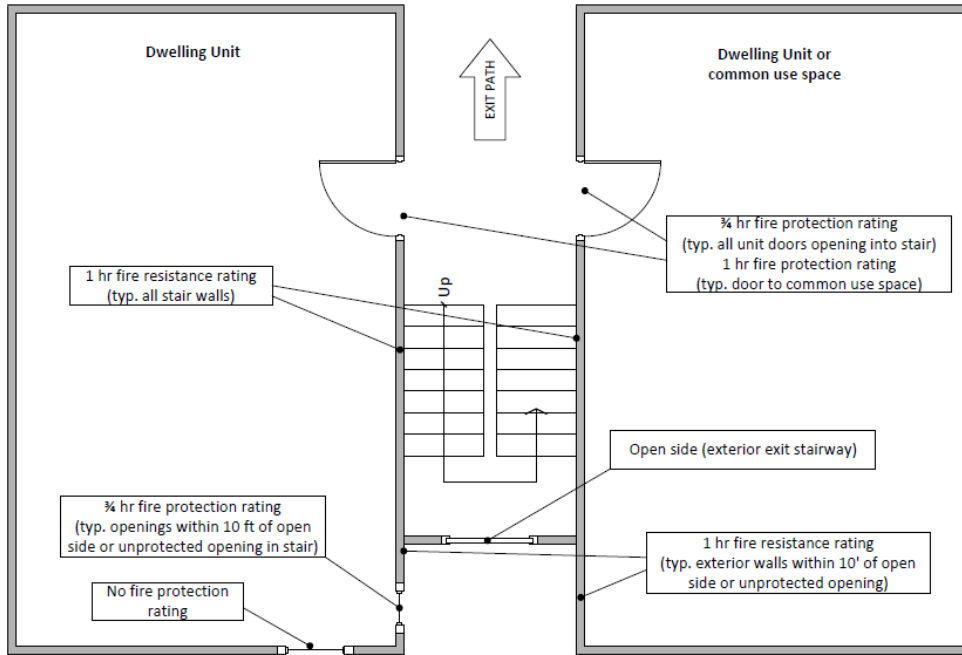 Dwelling Unit
Dwelling Unit or
common use space
EXIT PATH
¾ hr fire protection rating
(typ. all unit doors opening into stair)
1 hr fire protection rating
(typ. door to common use space)
1 hr fire resistance rating
(typ. all stair walls)
Up
Open side (exterior exit stairway)
¾ hr fire protection rating
(typ. openings within 10 ft of open
side or unprotected opening in stair)
1 hr fire resistance rating
(typ. exterior walls within 10' of open
side or unprotected opening)
No fire protection
rating